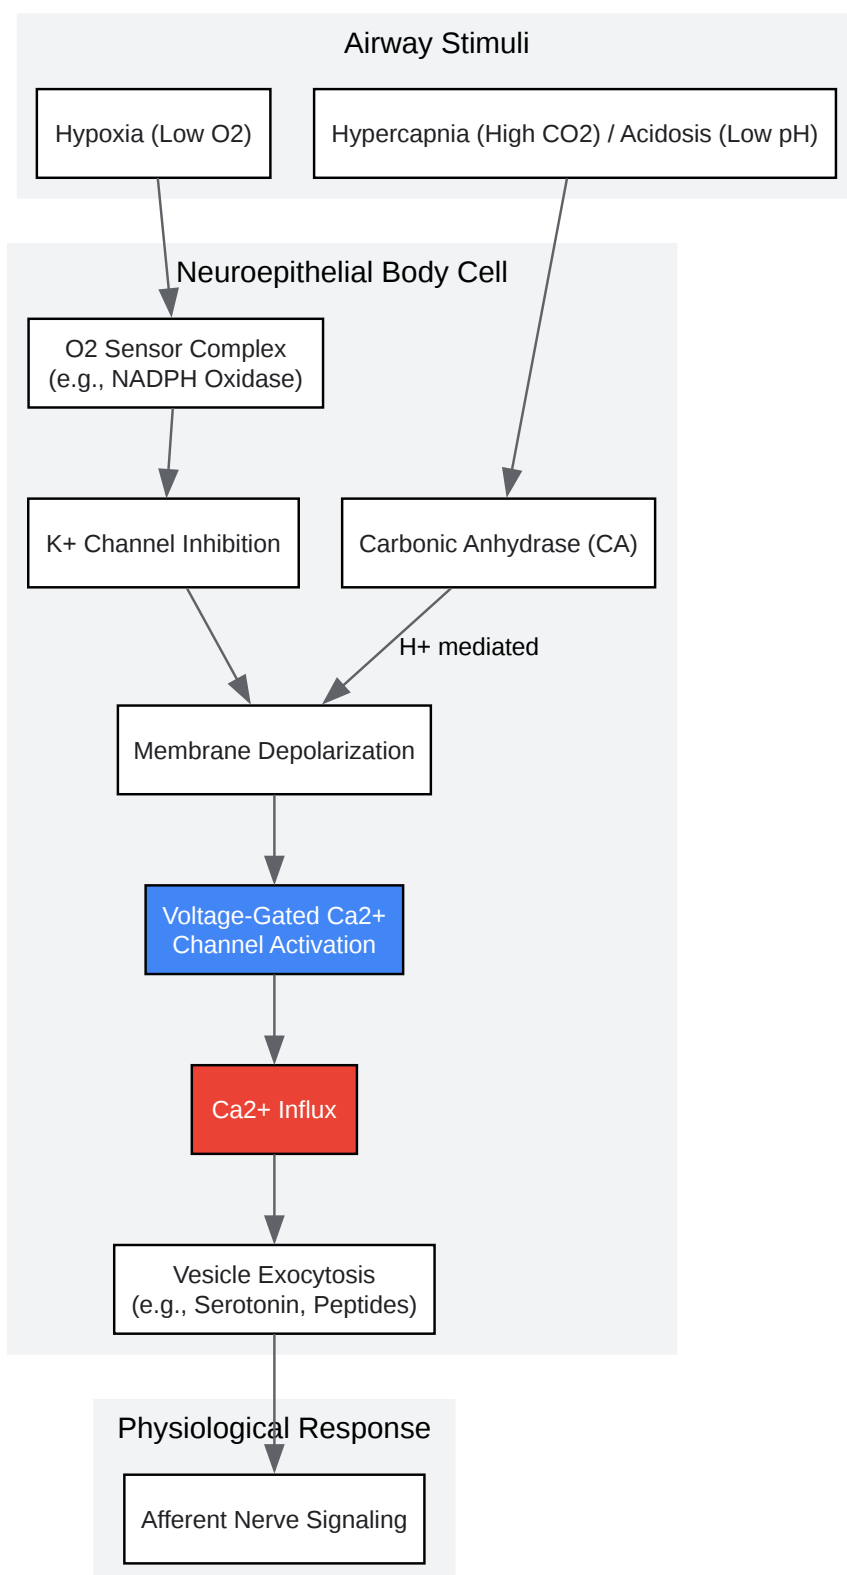 Airway Stimuli
Hypoxia (Low O2)
Hypercapnia (High CO2) / Acidosis (Low pH)
Neuroepithelial Body Cell
O2 Sensor Complex
(e.g., NADPH Oxidase)
K+ Channel Inhibition
Carbonic Anhydrase (CA)
H+ mediated
Membrane Depolarization
Voltage-Gated Ca2+
Channel Activation
Ca2+ Influx
Vesicle Exocytosis
(e.g., Serotonin, Peptides)
Physiological Response
Afferent Nerve Signaling